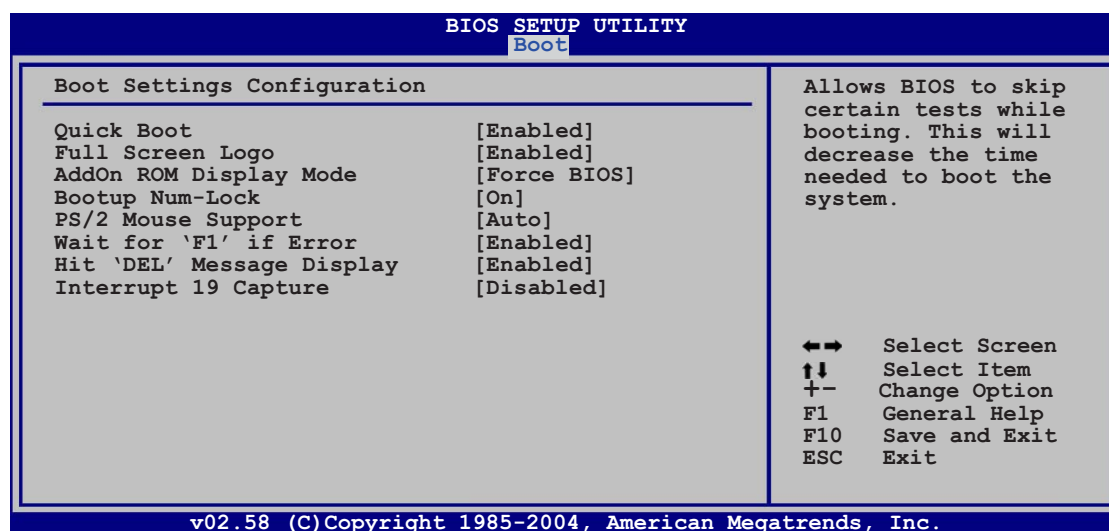 BIOS SETUP UTILITY
Boot
Boot Settings Configuration
Quick Boot [Enabled]
Full Screen Logo [Enabled]
AddOn ROM Display Mode [Force BIOS]
Bootup Num-Lock [On]
PS/2 Mouse Support [Auto]
Wait for ‘F1’ if Error [Enabled]
Hit ‘DEL’ Message Display [Enabled]
Interrupt 19 Capture [Disabled]
Allows BIOS to skip
certain tests while
booting. This will
decrease the time
needed to boot the
system.
←→ Select Screen
↑↓ Select Item
+- Change Option
F1 General Help
F10 Save and Exit
ESC Exit
v02.58 (C)Copyright 1985-2004, American Megatrends, Inc.